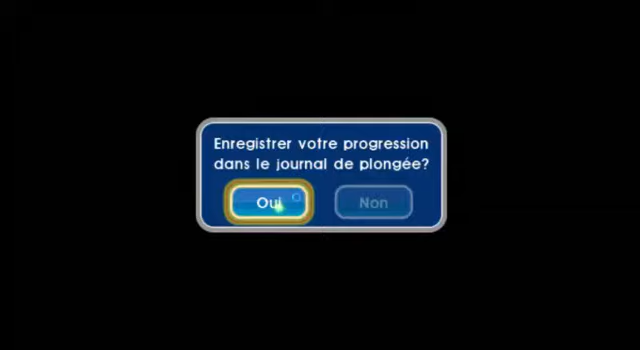 Enregistrer votre progression
dans le journal de plongée?
Oui
Non